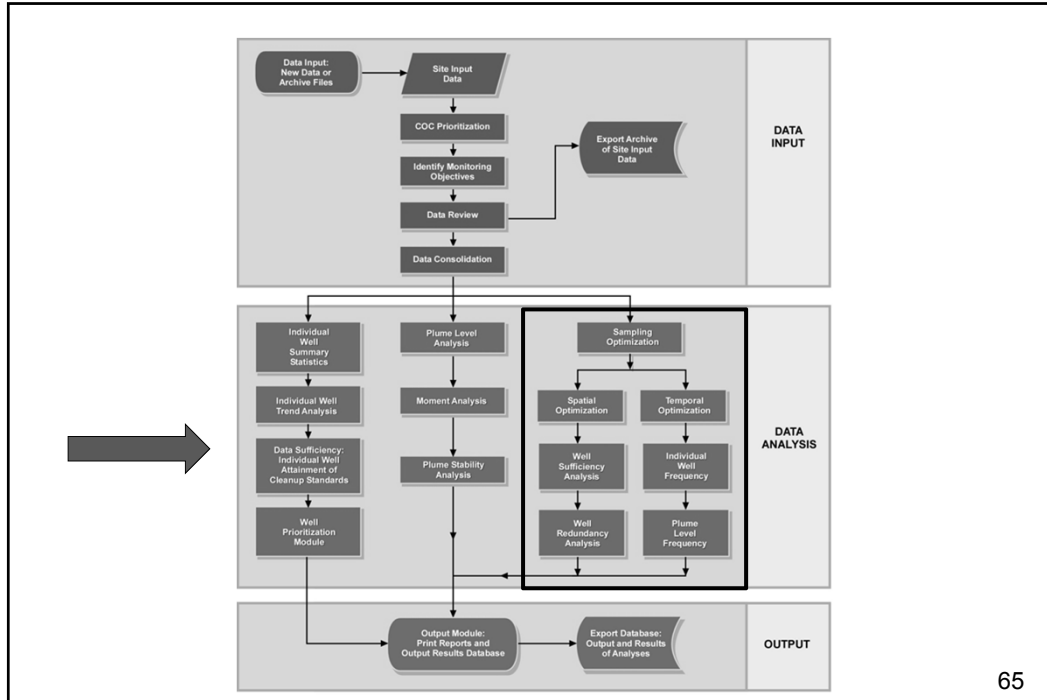 Data Input:
New Data or
Archive Files
Site Input
Data
COC Prioritization
Identify Monitoring
Objectives
Data Review
Data Consolidation
Export Archive
of Site Input
Data
DATA
INPUT
Individual
Well
Summary
Statistics
Individual Well
Trend Analysis
Data Sufficiency:
Individual Well
Attainment of
Cleanup Standards
Well
Prioritization
Module
Plume Level
Analysis
Moment Analysis
Plume Stability
Analysis
Sampling
Optimization
Spatial
Optimization
Well
Sufficiency
Analysis
Well
Redundancy
Analysis
Temporal
Optimization
Individual
Well
Frequency
Plume
Level
Frequency
DATA
ANALYSIS
Output Module:
Print Reports and
Output Results Database
Export Database:
Output and Results
of Analyses
OUTPUT
65